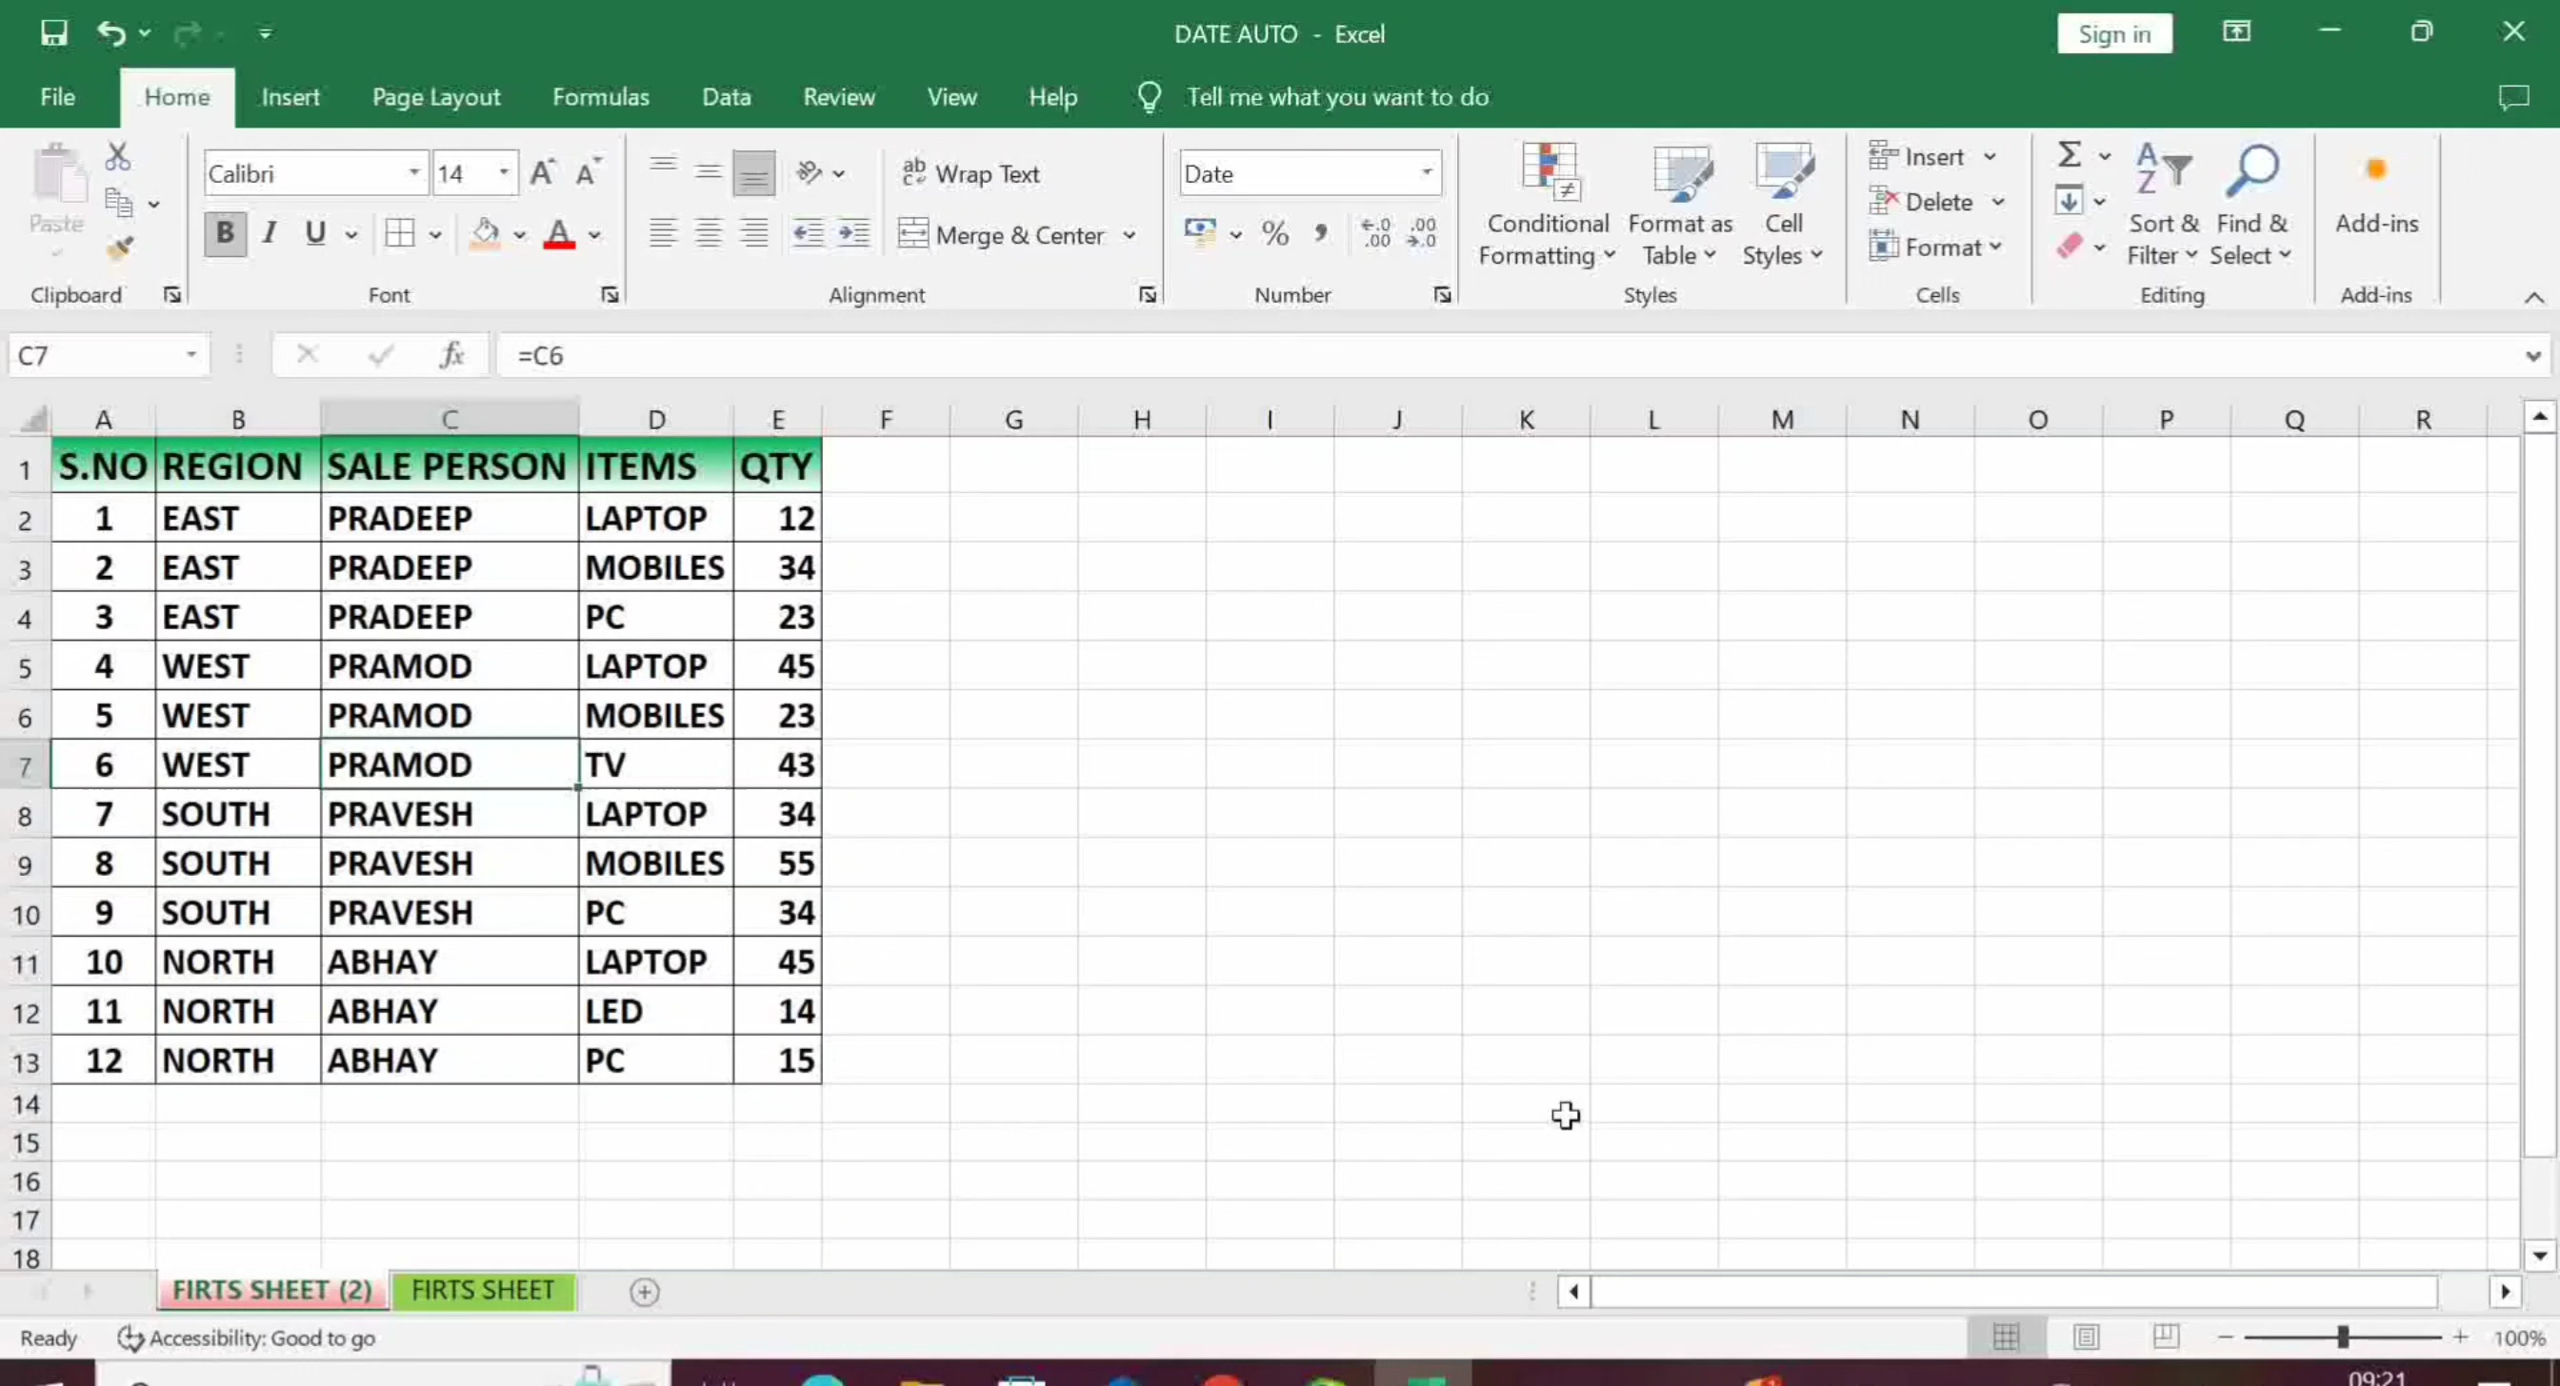 DATE AUTO - Excel
Sign in
File Home Insert Page Layout Formulas Data Review View Help Tell me what you want to do
Paste
Calibri 14
B I U
ab Wrap Text
Merge & Center
Date
Conditional Formatting
Format as Table
Cell Styles
Insert
Delete
Format
Sort & Filter
Find & Select
Add-ins
Clipboard Font Alignment Number Styles Cells Editing Add-ins
C7 fx =C6
A B C D E F G H I J K L M N O P Q R
1 S.NO REGION SALE PERSON ITEMS QTY
2 1 EAST PRADEEP LAPTOP 12
3 2 EAST PRADEEP MOBILES 34
4 3 EAST PRADEEP PC 23
5 4 WEST PRAMOD LAPTOP 45
6 5 WEST PRAMOD MOBILES 23
7 6 WEST PRAMOD TV 43
8 7 SOUTH PRAVESH LAPTOP 34
9 8 SOUTH PRAVESH MOBILES 55
10 9 SOUTH PRAVESH PC 34
11 10 NORTH ABHAY LAPTOP 45
12 11 NORTH ABHAY LED 14
13 12 NORTH ABHAY PC 15
14
15
16
17
18
FIRTS SHEET (2) FIRTS SHEET
Ready Accessibility: Good to go 100%
09:21